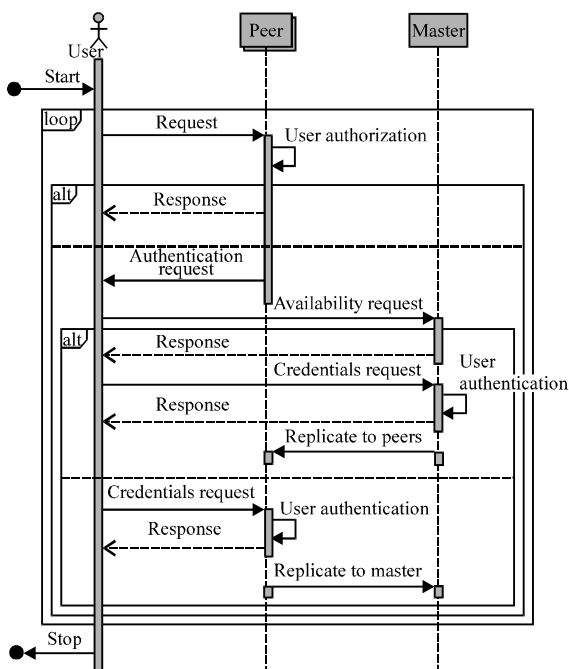 Peer
Master
User
Start
loop
Request
User authorization
alt
Response
Authentication
request
Availability request
alt
Response
Credentials request
User
authentication
Response
Replicate to peers
Credentials request
User authentication
Response
Replicate to master
Stop